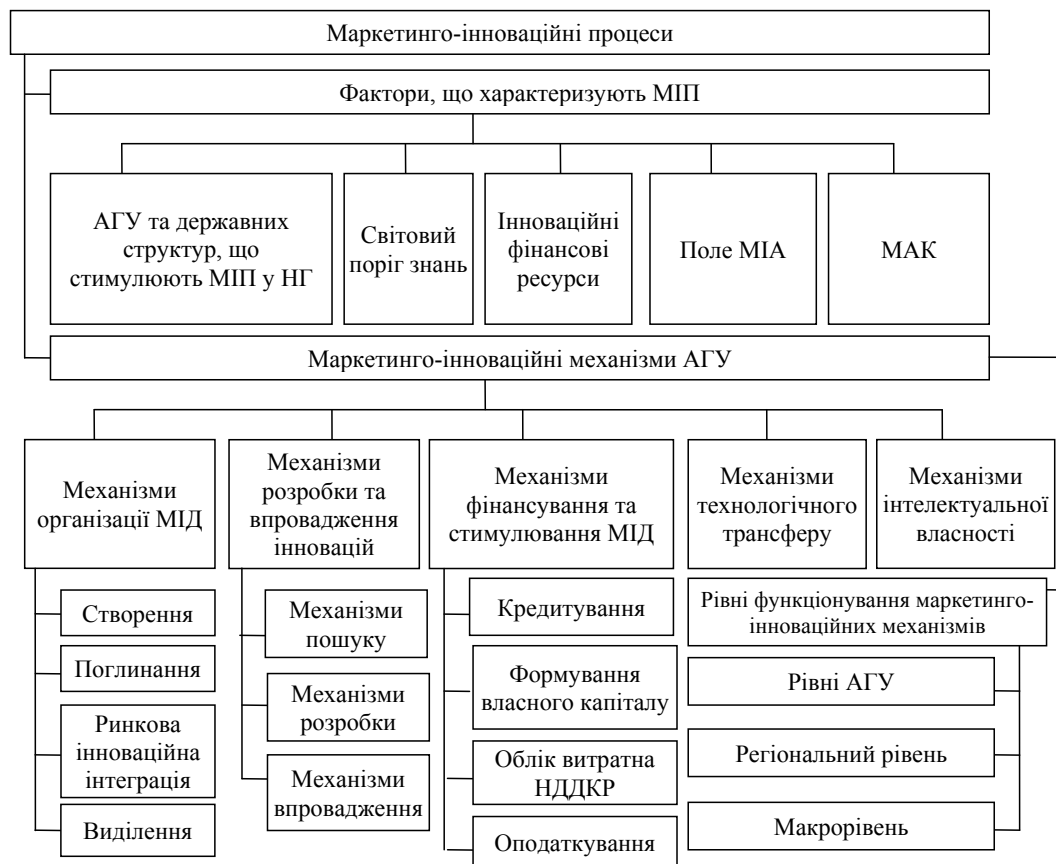 Маркетинго-інноваційні процеси
Фактори, що характеризують МІП
АГУ та державних
структур, що
стимулюють МІП у НГ
Світовий
поріг знань
Інноваційні
фінансові
ресурси
Поле МІА
МАК
Маркетинго-інноваційні механізми АГУ
Механізми
організації МІД
Механізми
розробки та
впровадження
інновацій
Механізми
фінансування та
стимулювання МІД
Механізми
технологічного
трансферу
Механізми
інтелектуальної
власності
Створення
Поглинання
Ринкова
інноваційна
інтеграція
Виділення
Механізми
пошуку
Механізми
розробки
Механізми
впровадження
Кредитування
Формування
власного капіталу
Облік витратна
НДДКР
Оподаткування
Рівні функціонування маркетинго-
інноваційних механізмів
Рівні АГУ
Регіональний рівень
Макрорівень